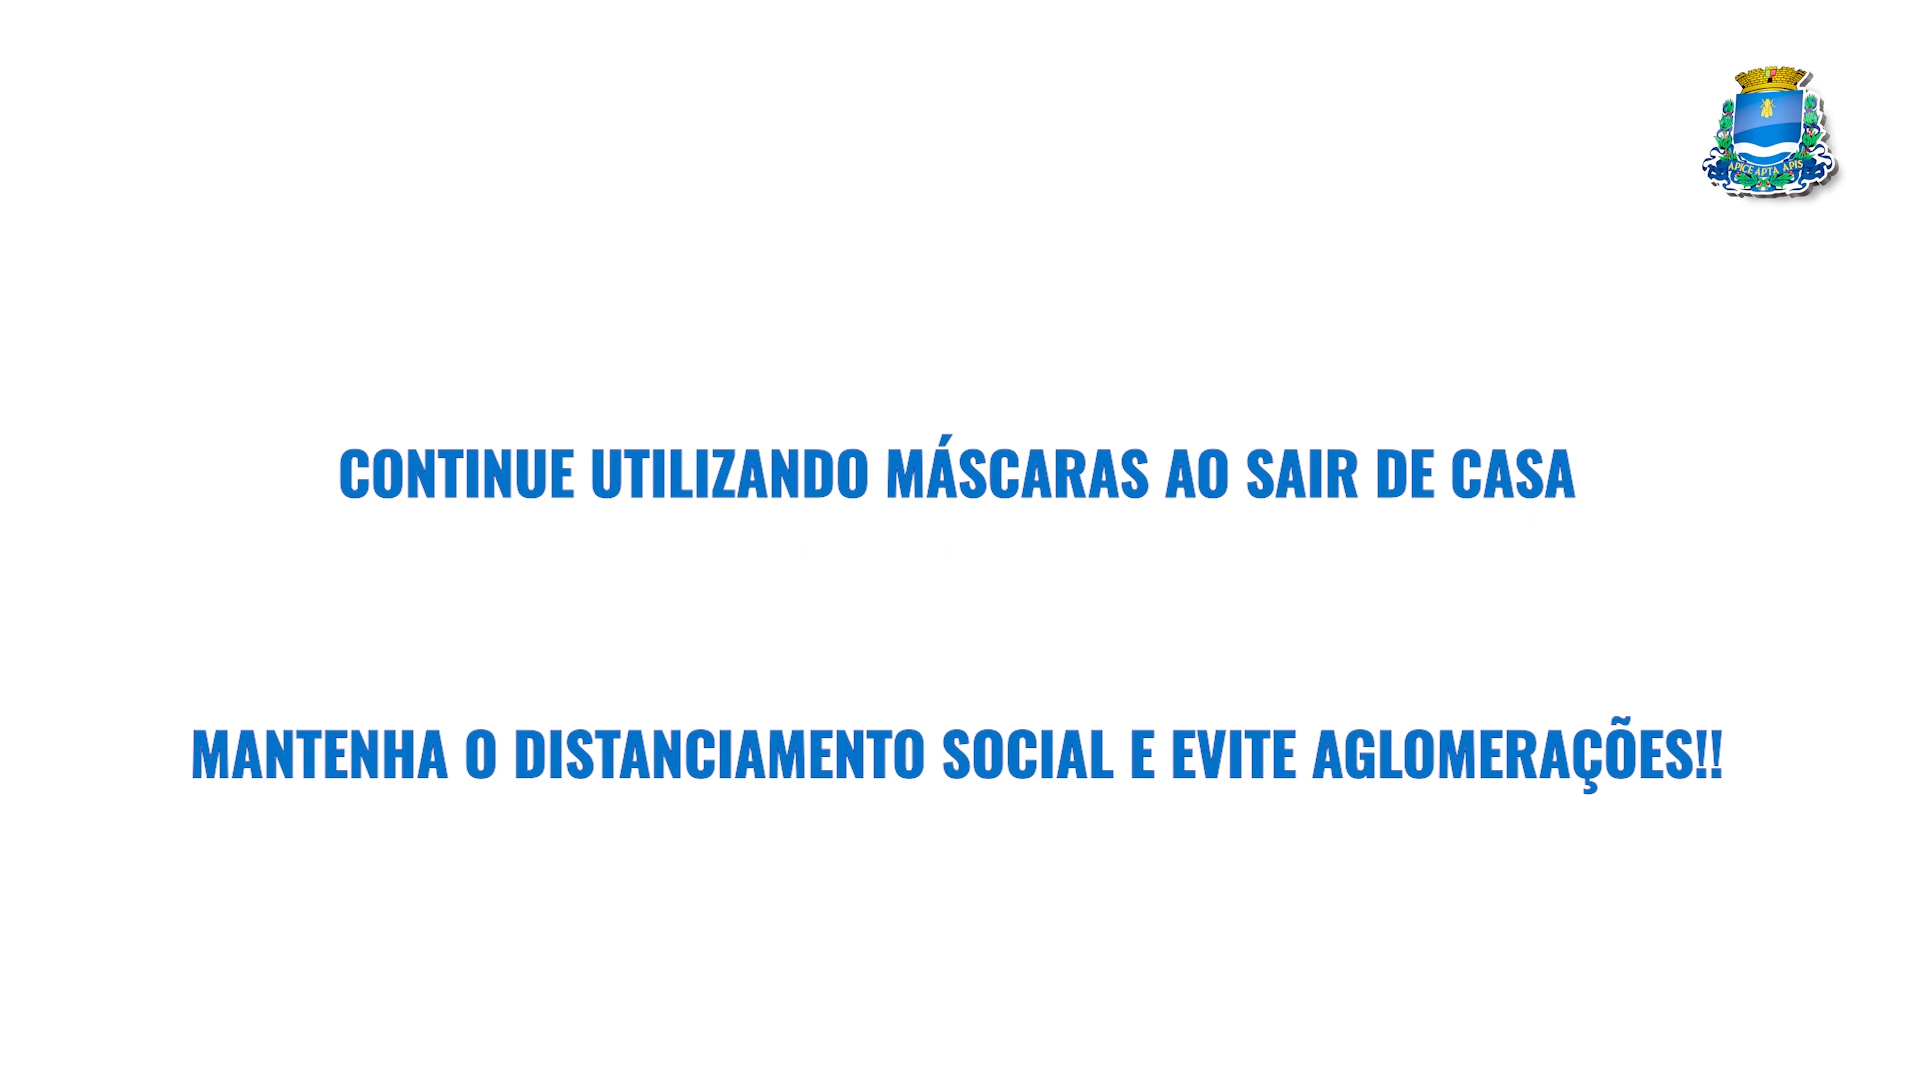 APICE APTA APIS
CONTINUE UTILIZANDO MÁSCARAS AO SAIR DE CASA
MANTENHA O DISTANCIAMENTO SOCIAL E EVITE AGLOMERAÇÕES!!